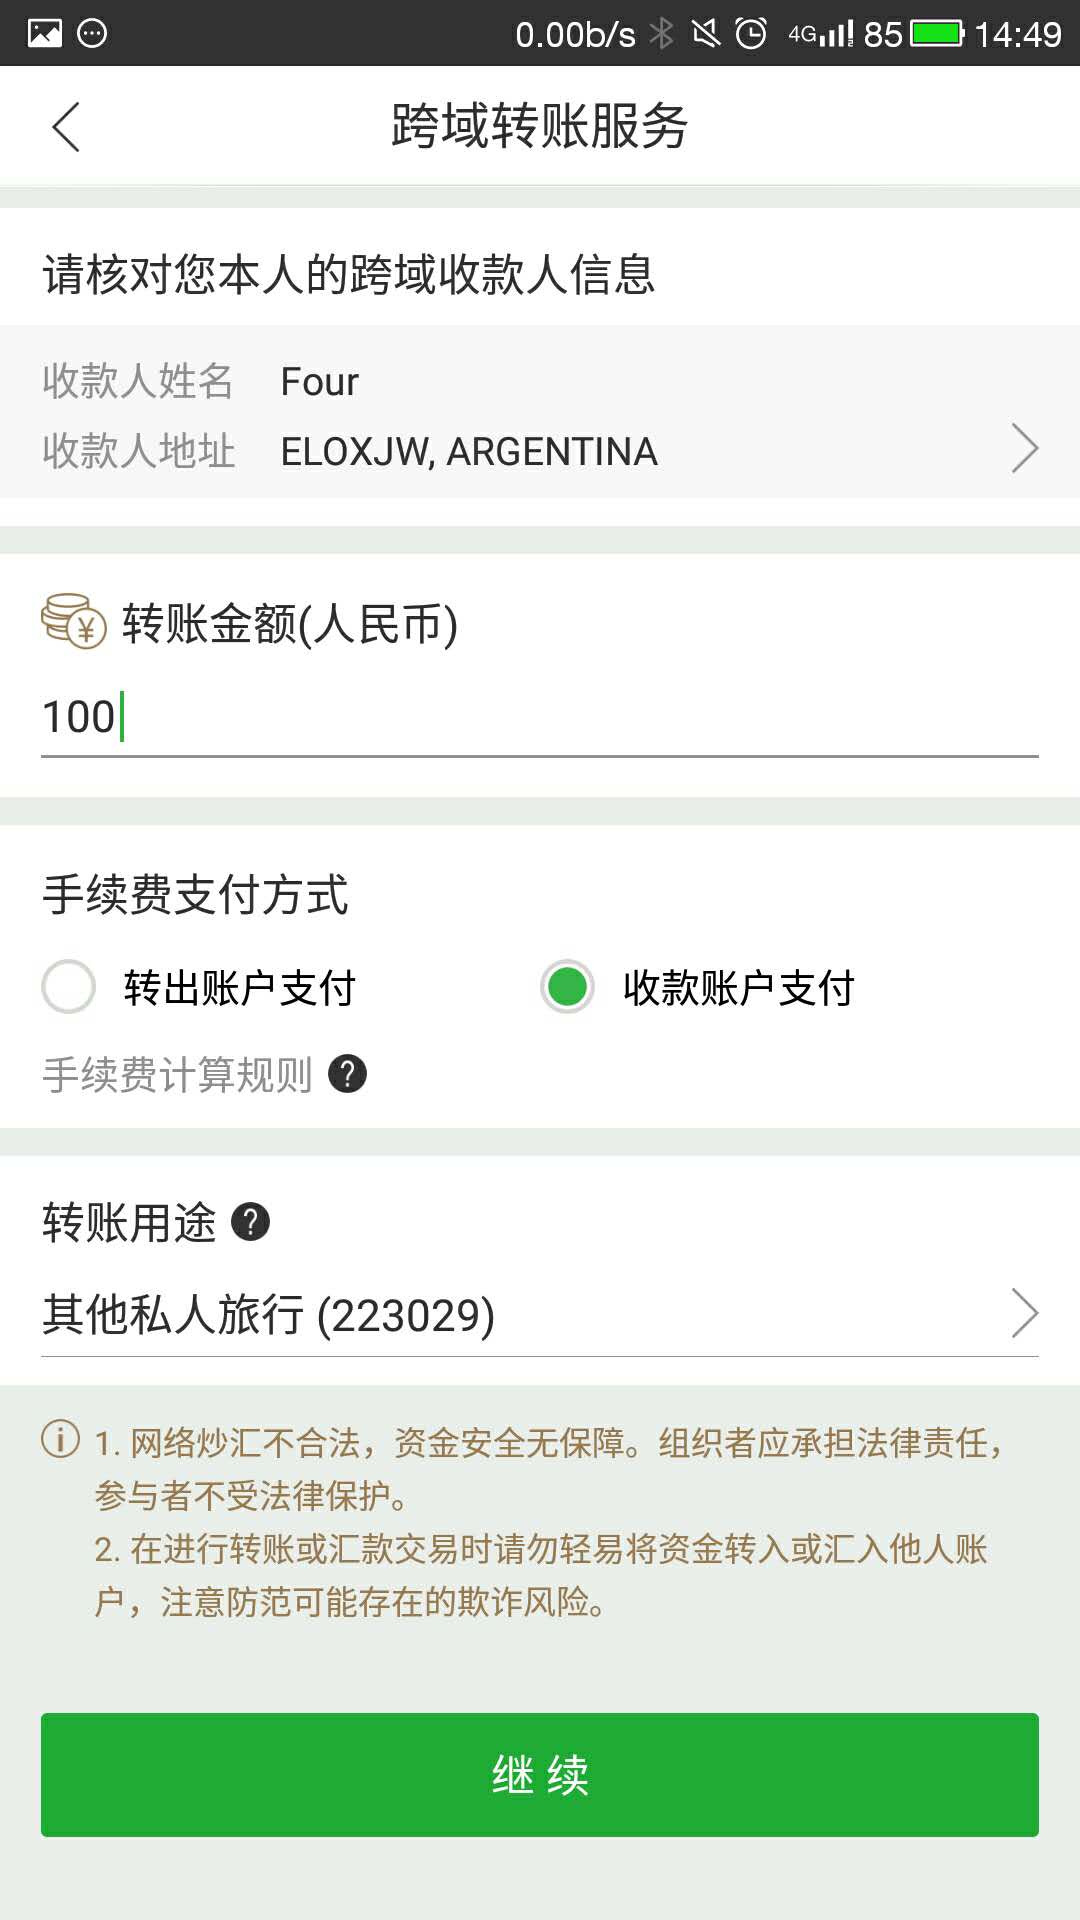 0.00b/s 4G 85 14:49
跨域转账服务
请核对您本人的跨域收款人信息
收款人姓名 Four
收款人地址 ELOXJW, ARGENTINA
¥ 转账金额(人民币)
100
手续费支付方式
转出账户支付 收款账户支付
手续费计算规则 ?
转账用途 ?
其他私人旅行 (223029)
i 1. 网络炒汇不合法，资金安全无保障。组织者应承担法律责任，
参与者不受法律保护。
2. 在进行转账或汇款交易时请勿轻易将资金转入或汇入他人账
户，注意防范可能存在的欺诈风险。
继 续